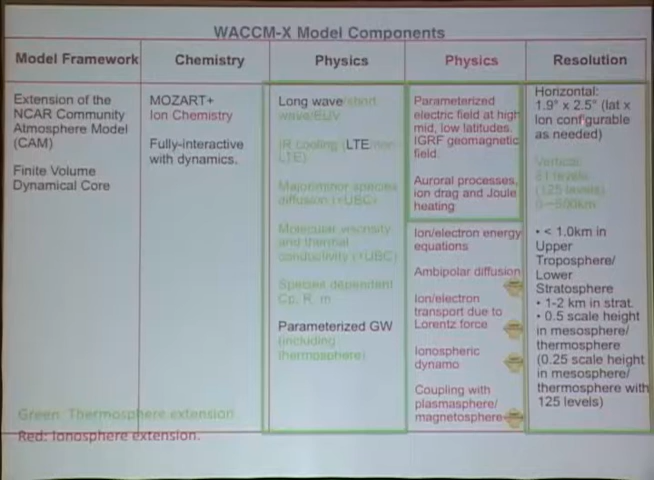 WACCM-X Model Components
Model Framework
Chemistry
Physics
Physics
Resolution
Extension of the
NCAR Community
Atmosphere Model
(CAM)
Finite Volume
Dynamical Core
MOZART+
Ion Chemistry
Fully-interactive
with dynamics.
Long wave/short
wave/EUV
IR cooling (LTE/non-
LTE)
Major/minor species
diffusion (+UBC)
Molecular viscosity
and thermal
conductivity (+UBC)
Species dependent
Cp, R, m.
Parameterized GW
(including
thermosphere)
Parameterized
electric field at high
mid, low latitudes.
IGRF geomagnetic
field.
Auroral processes,
ion drag and Joule
heating
Ion/electron energy
equations
Ambipolar diffusion
Ion/electron
transport due to
Lorentz force
Ionospheric
dynamo
Coupling with
plasmasphere/
magnetosphere
Horizontal:
1.9° x 2.5° (lat x
lon configurable
as needed)
Vertical:
81 levels
(125 levels)
0~500km
• < 1.0km in
Upper
Troposphere/
Lower
Stratosphere
• 1-2 km in strat.
• 0.5 scale height
in mesosphere/
thermosphere
(0.25 scale height
in mesosphere/
thermosphere with
125 levels)
Green: Thermosphere extension
Red: Ionosphere extension.